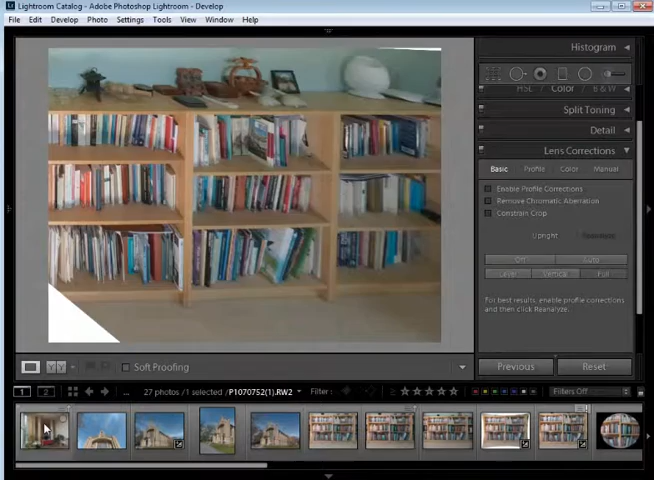 Lightroom Catalog - Adobe Photoshop Lightroom - Develop
File Edit Develop Photo Settings Tools View Window Help
Histogram
HSL / Color / B & W
Split Toning
Detail
Lens Corrections
Basic Profile Color Manual
Enable Profile Corrections
Remove Chromatic Aberration
Constrain Crop
Upright Reanalyze
Off Auto
Level Vertical Full
For best results, enable profile corrections
and then click Reanalyze.
Soft Proofing
Previous Reset
1 2 ... 27 photos /1 selected /P1070752(1).RW2 Filter : Filters Off